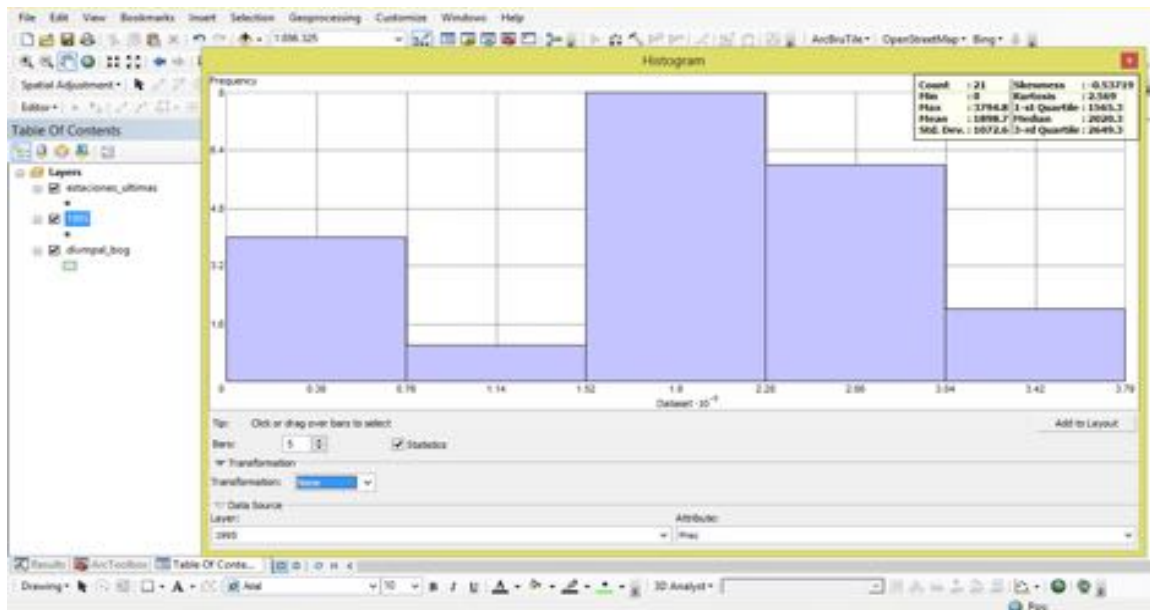 File Edit View Bookmarks Insert Selection Geoprocessing Customize Windows Help
ArcBruTile OpenStreetMap Bing
Histogram
Spatial Adjustment
Editor
Table Of Contents
Layers
estaciones_ultimas
1995
Frequency
8
6.4
4.8
3.2
1.6
0 0.38 0.76 1.14 1.52 1.9 2.28 2.66 3.04 3.42 3.79
Count : 21 Skewness : -0.53719
Min : 0 Kurtosis : 2.569
Max : 3794.8 1-st Quartile : 1565.3
Mean : 1898.7 Median : 2020.3
Std. Dev. : 1072.6 3-rd Quartile : 2649.3
Tip: Click or drag over bars to select
Add to Layout
Bars: 5 Statistics
Transformation
Transformation: None
Data Source
Layer: Attribute:
1995 Prec
Results ArcToolbox Table Of Conte...
Drawing A Arial 10 B I U A 3D Analyst